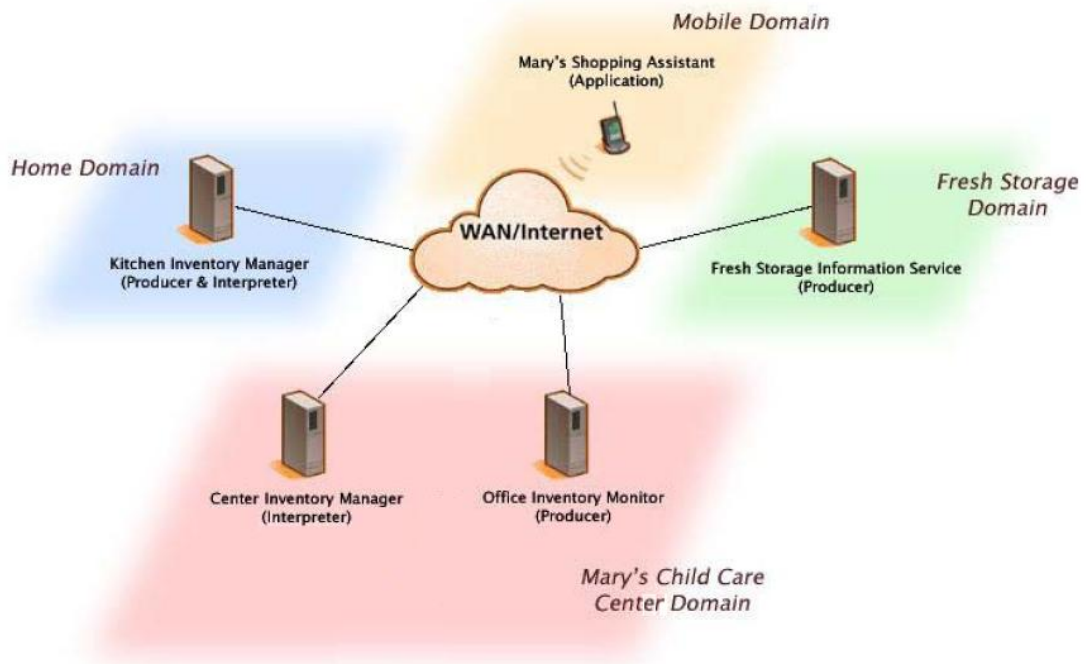 Mobile Domain
Mary's Shopping Assistant
(Application)
Home Domain
Fresh Storage
Domain
WAN/Internet
Kitchen Inventory Manager
(Producer & Interpreter)
Fresh Storage Information Service
(Producer)
Center Inventory Manager
(Interpreter)
Office Inventory Monitor
(Producer)
Mary's Child Care
Center Domain